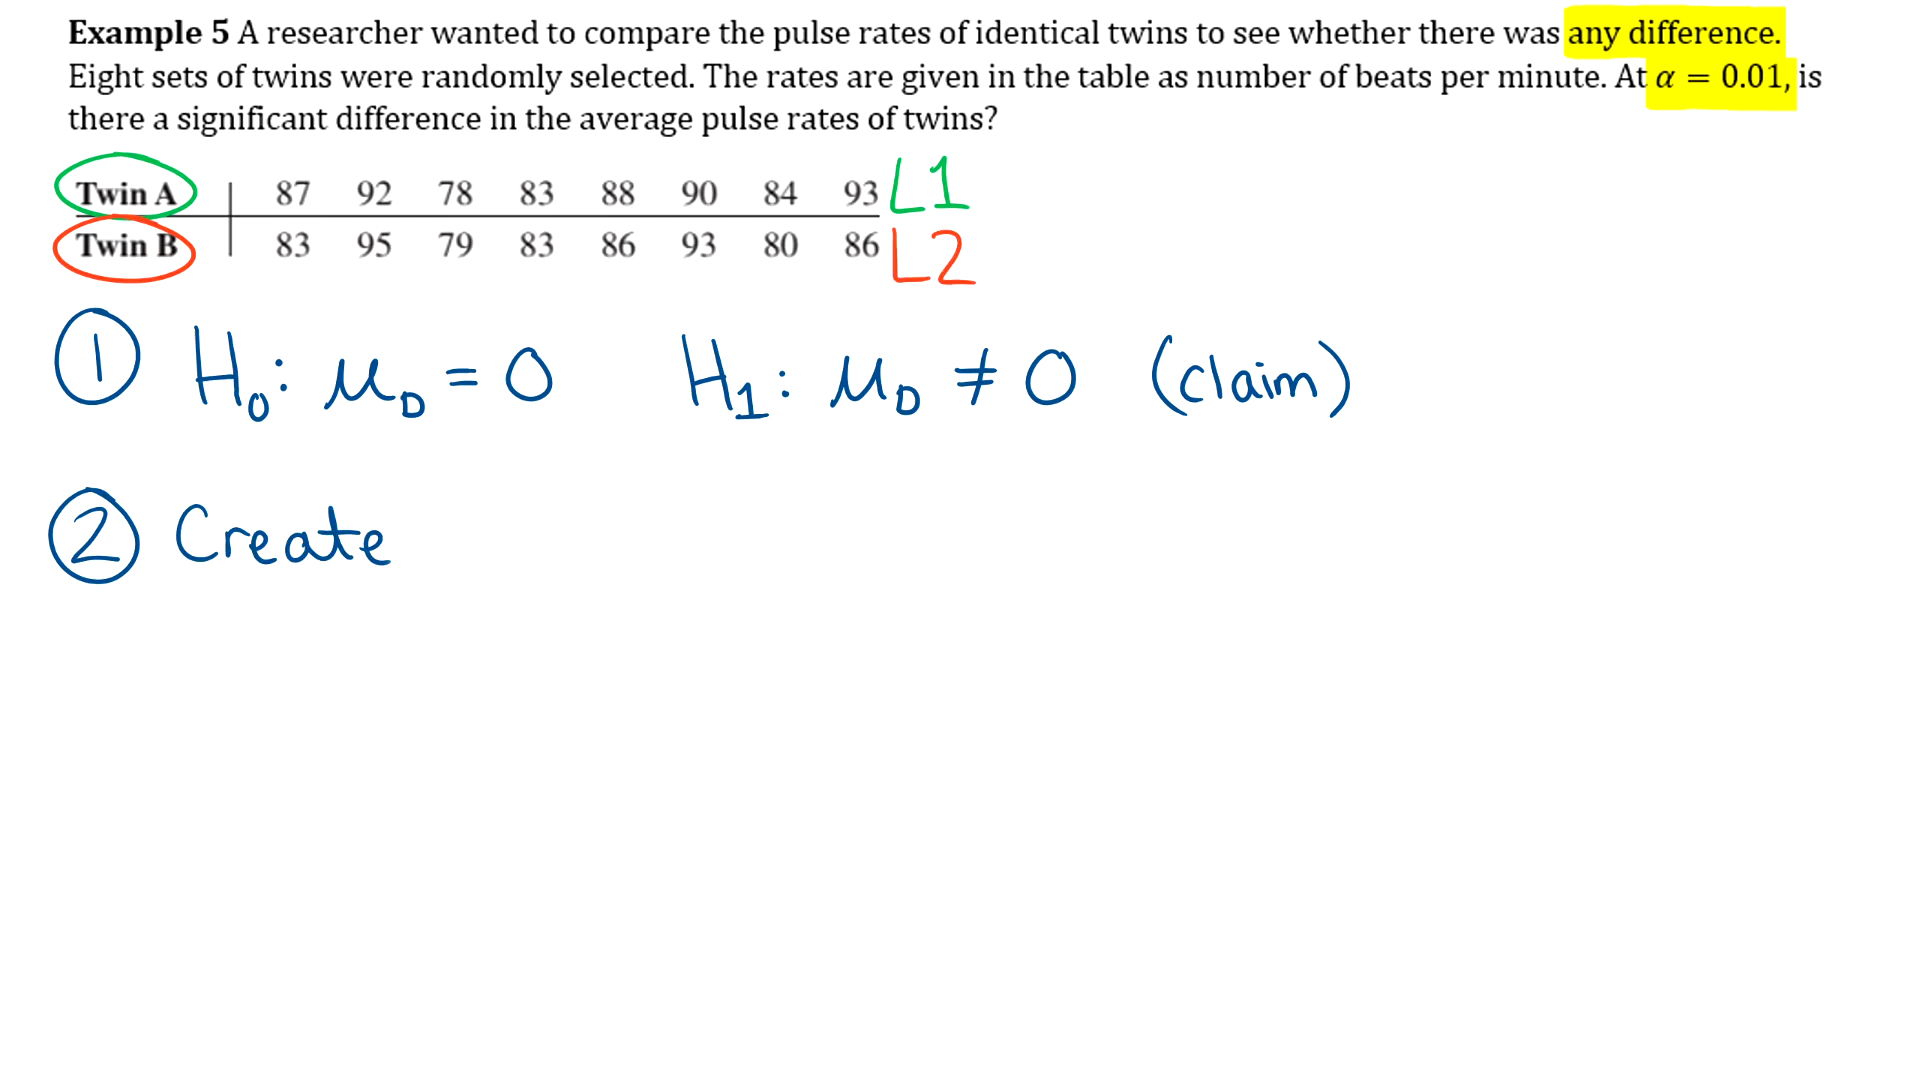 Example 5 A researcher wanted to compare the pulse rates of identical twins to see whether there was any difference.
Eight sets of twins were randomly selected. The rates are given in the table as number of beats per minute. At α = 0.01, is
there a significant difference in the average pulse rates of twins?
Twin A 87 92 78 83 88 90 84 93 L1
Twin B 83 95 79 83 86 93 80 86 L2
① H₀: μ_D = 0 H₁: μ_D ≠ 0 (claim)
② Create